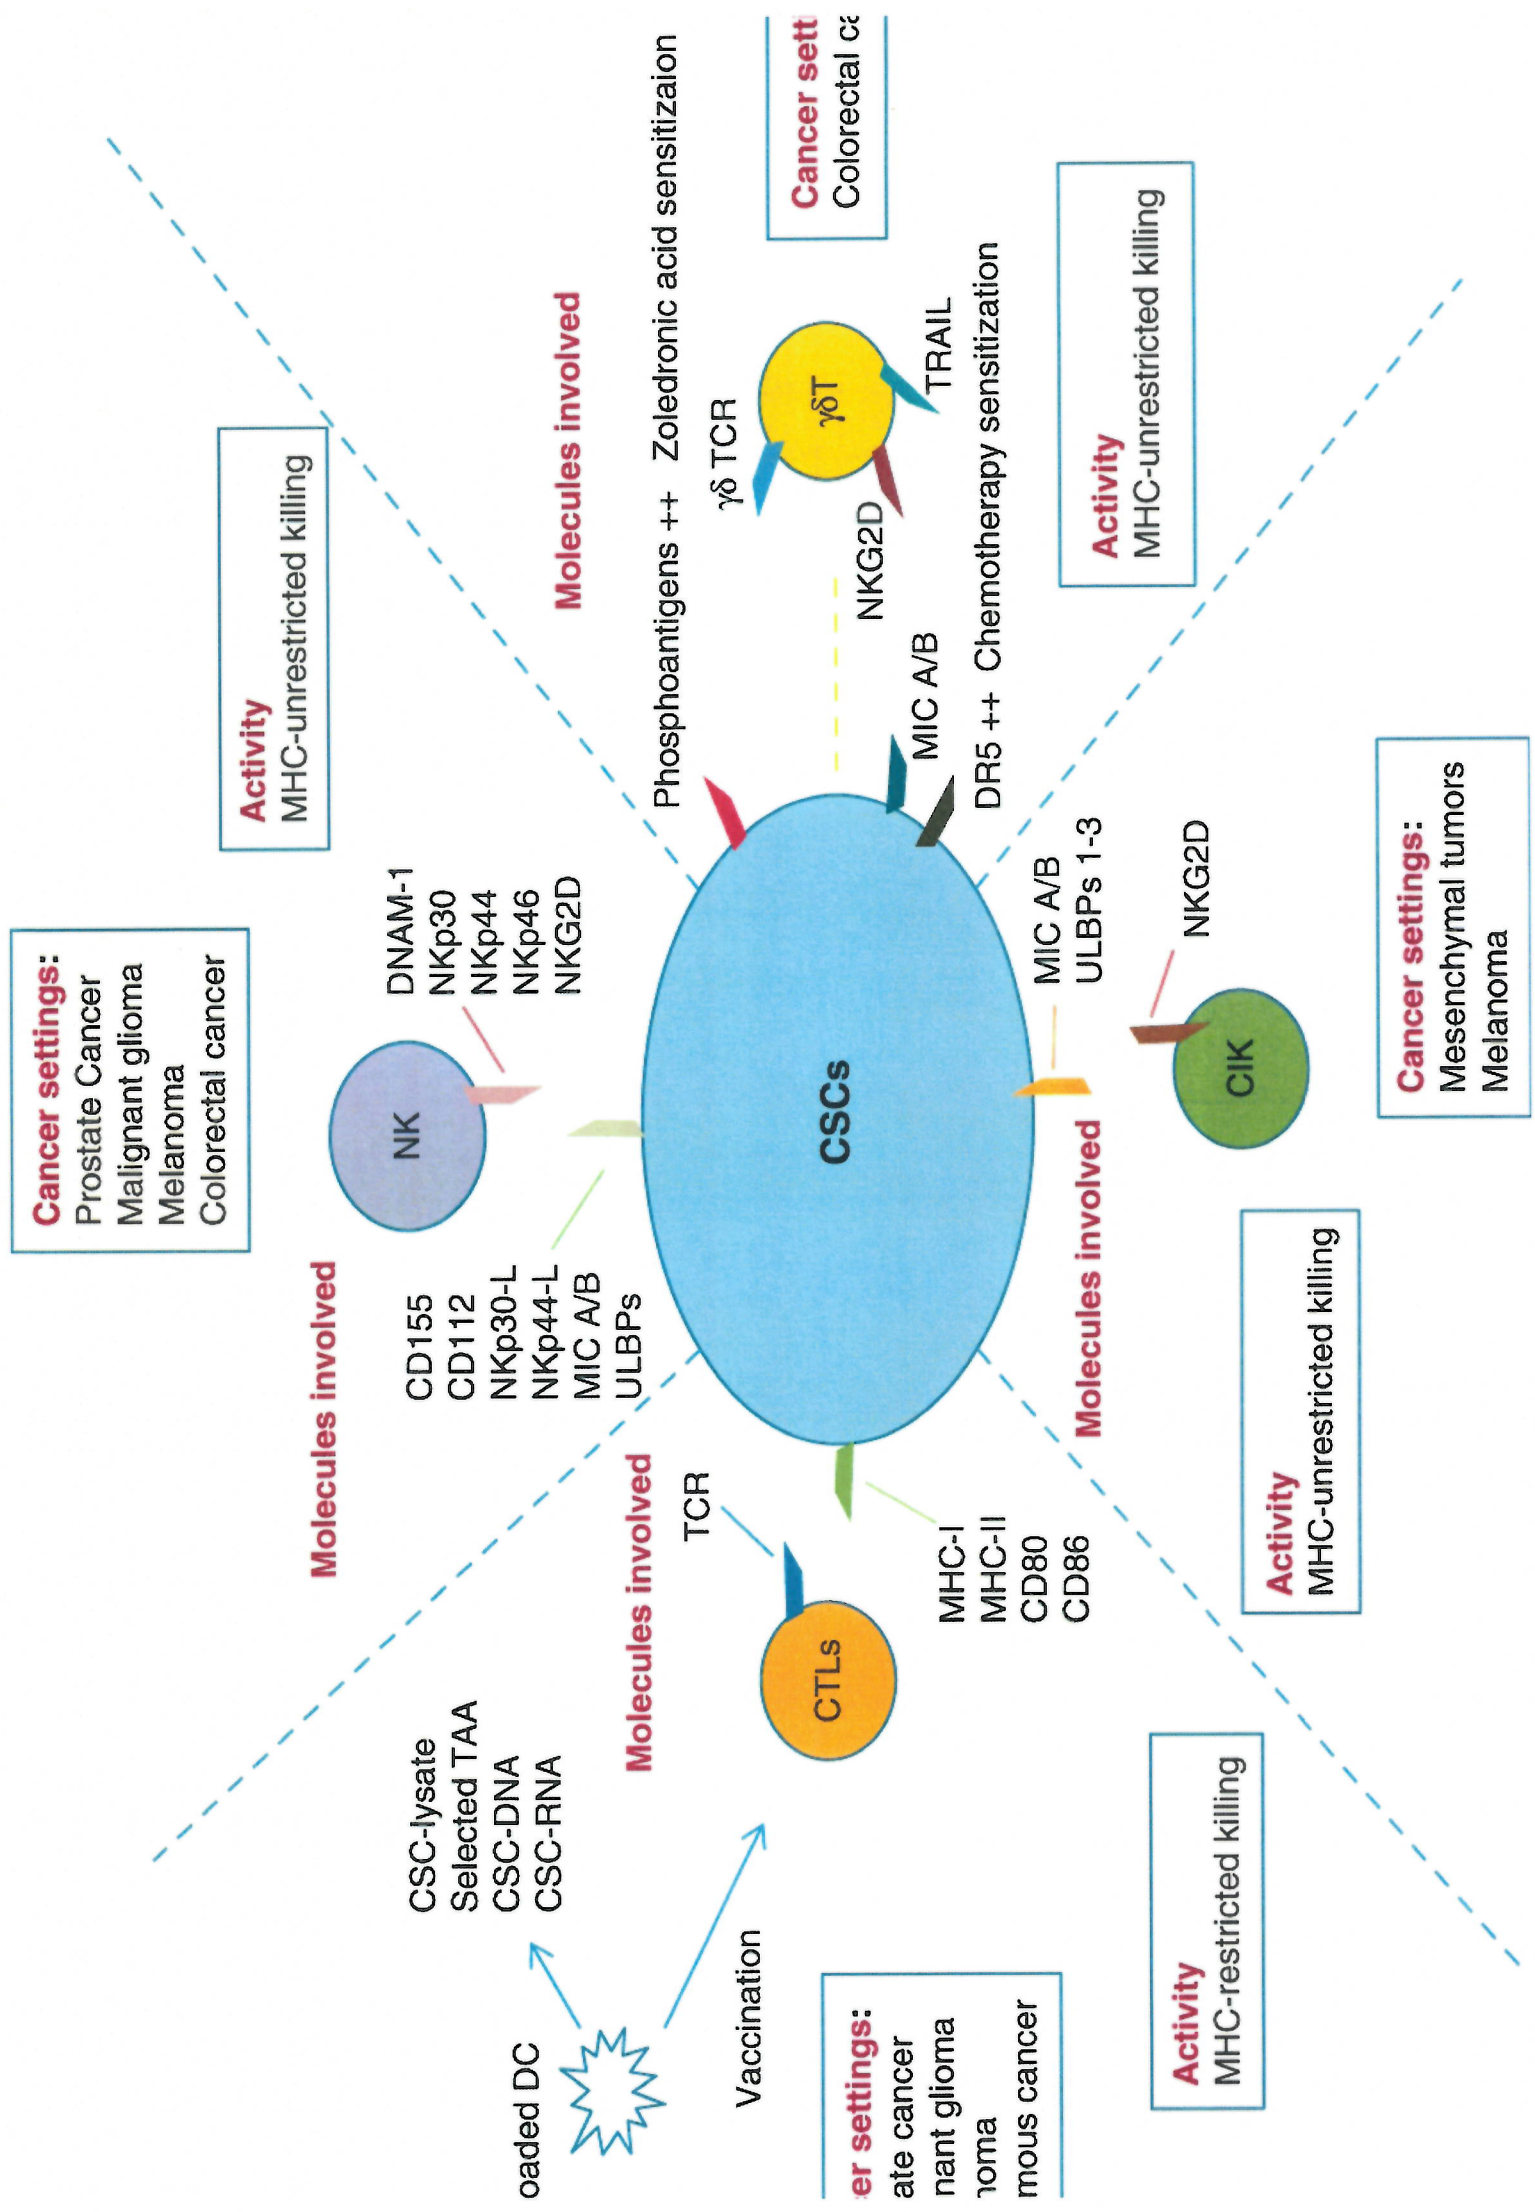 Cancer settings:
Prostate Cancer
Malignant glioma
Melanoma
Colorectal cancer
Activity
MHC-unrestricted killing
Molecules involved
NK
DNAM-1
NKp30
NKp44
NKp46
NKG2D
CD155
CD112
NKp30-L
NKp44-L
MIC A/B
ULBPs
CSC-lysate
Selected TAA
CSC-DNA
CSC-RNA
oaded DC
Vaccination
Molecules involved
TCR
CTLs
MHC-I
MHC-II
CD80
CD86
er settings:
ate cancer
nant glioma
noma
mous cancer
Activity
MHC-restricted killing
CSCs
Molecules involved
Phosphoantigens ++ Zoledronic acid sensitizaion
γδ TCR
γδT
NKG2D
TRAIL
MIC A/B
DR5 ++ Chemotherapy sensitization
Cancer setti
Colorectal ca
Activity
MHC-unrestricted killing
Molecules involved
MIC A/B
ULBPs 1-3
NKG2D
CIK
Activity
MHC-unrestricted killing
Cancer settings:
Mesenchymal tumors
Melanoma